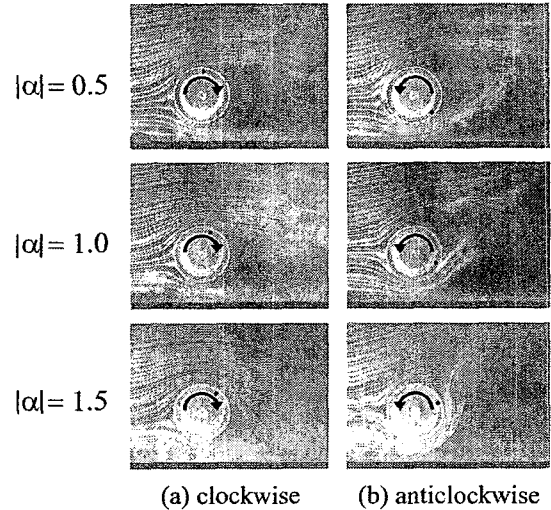 |α|= 0.5
|α|= 1.0
|α|= 1.5
(a) clockwise
(b) anticlockwise